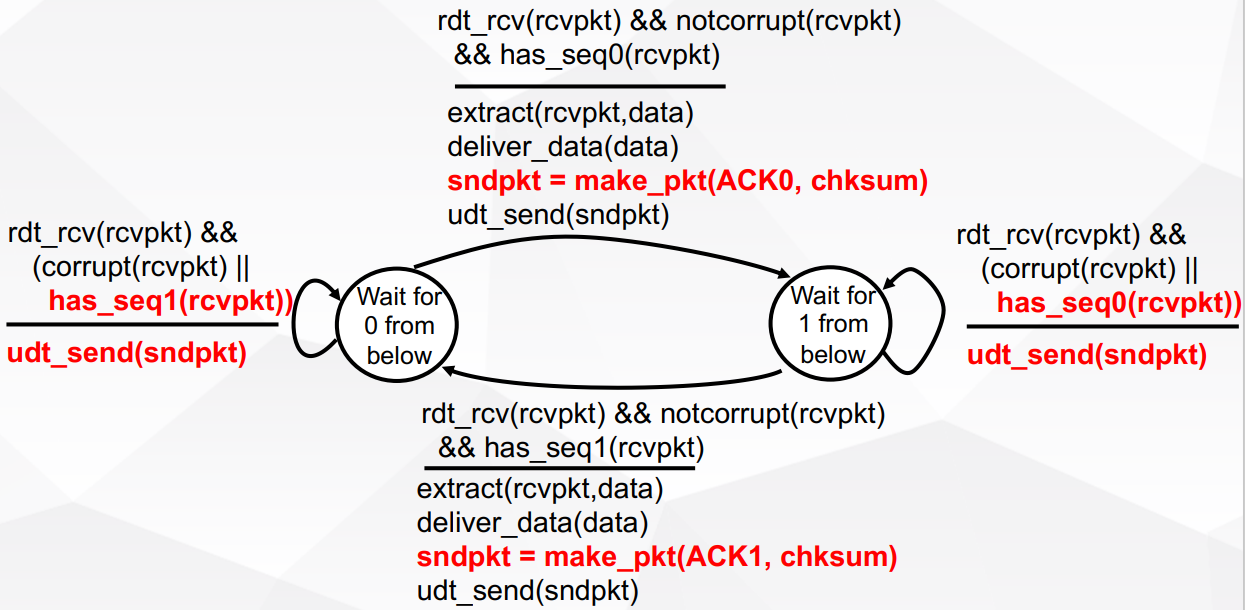 rdt_rcv(rcvpkt) && notcorrupt(rcvpkt)
&& has_seq0(rcvpkt)
extract(rcvpkt,data)
deliver_data(data)
sndpkt = make_pkt(ACK0, chksum)
udt_send(sndpkt)
rdt_rcv(rcvpkt) &&
(corrupt(rcvpkt) ||
has_seq1(rcvpkt))
udt_send(sndpkt)
Wait for
0 from
below
Wait for
1 from
below
rdt_rcv(rcvpkt) &&
(corrupt(rcvpkt) ||
has_seq0(rcvpkt))
udt_send(sndpkt)
rdt_rcv(rcvpkt) && notcorrupt(rcvpkt)
&& has_seq1(rcvpkt)
extract(rcvpkt,data)
deliver_data(data)
sndpkt = make_pkt(ACK1, chksum)
udt_send(sndpkt)